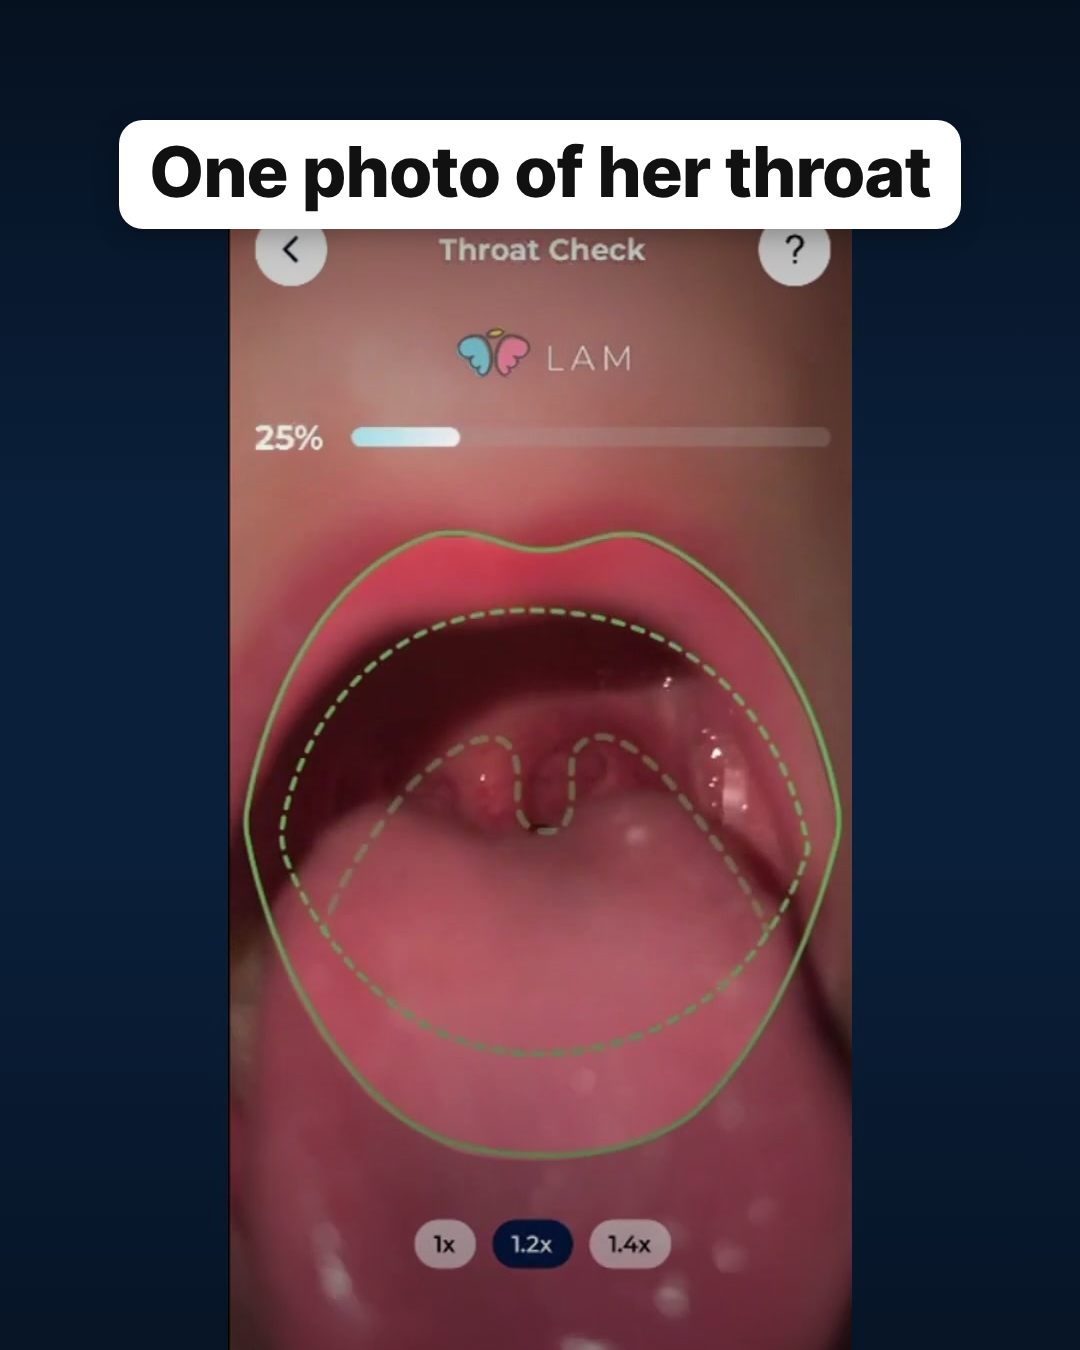 One photo of her throat
Throat Check
?
LAM
25%
1x
1.2x
1.4x